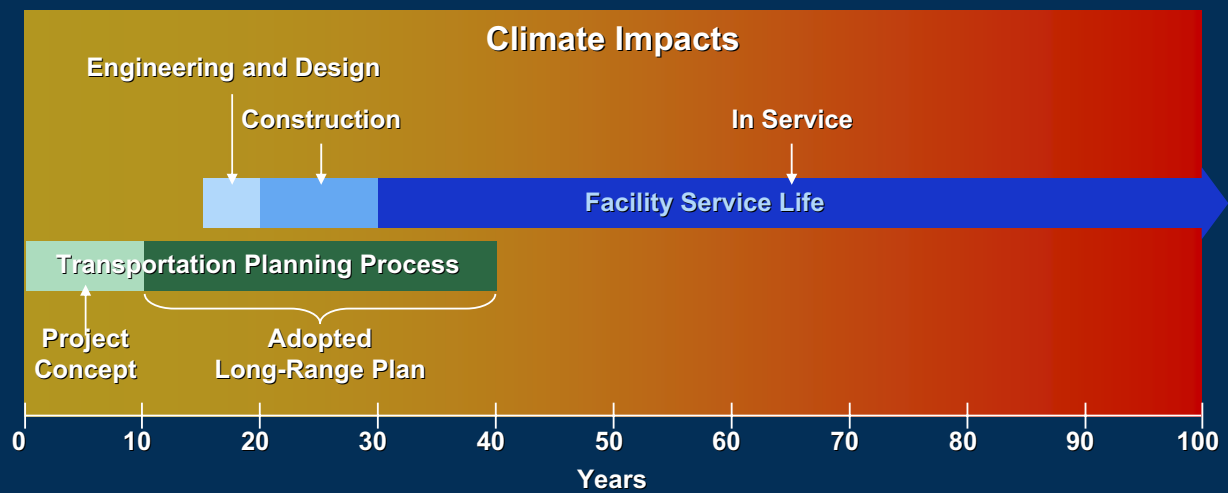 Climate Impacts
Engineering and Design
Construction
In Service
Facility Service Life
Transportation Planning Process
Project
Concept
Adopted
Long-Range Plan
0 10 20 30 40 50 60 70 80 90 100
Years